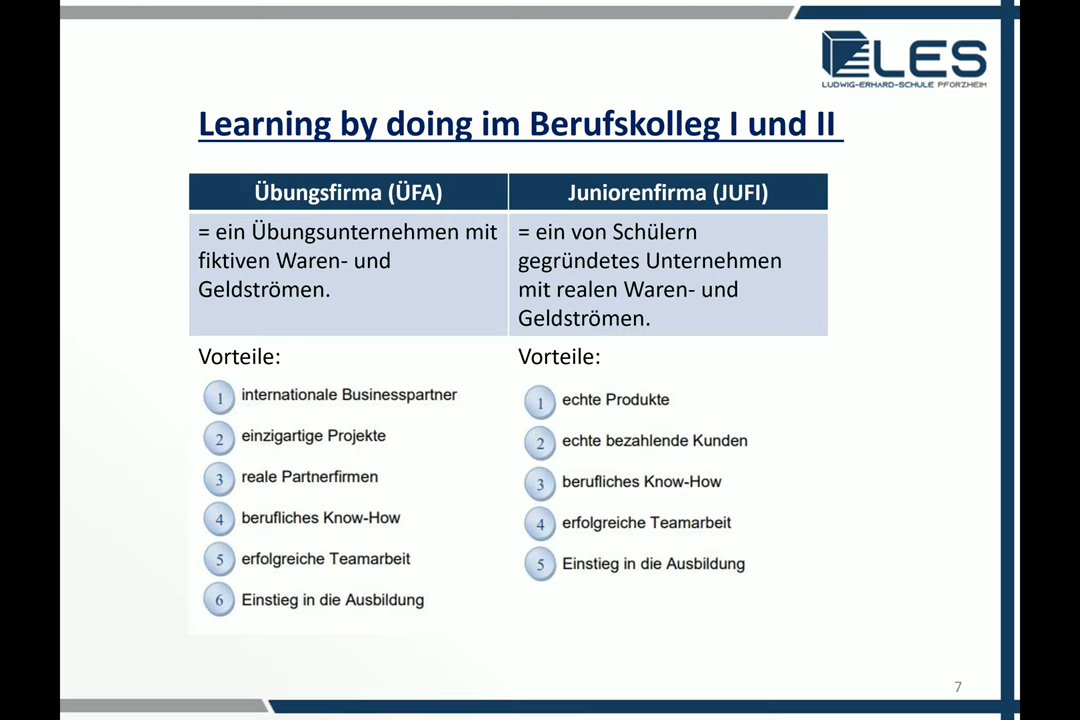 LES
LUDWIG-ERHARD-SCHULE PFORZHEIM
Learning by doing im Berufskolleg I und II
Übungsfirma (ÜFA)
= ein Übungsunternehmen mit
fiktiven Waren- und
Geldströmen.
Juniorenfirma (JUFI)
= ein von Schülern
gegründetes Unternehmen
mit realen Waren- und
Geldströmen.
Vorteile:
1 internationale Businesspartner
2 einzigartige Projekte
3 reale Partnerfirmen
4 berufliches Know-How
5 erfolgreiche Teamarbeit
6 Einstieg in die Ausbildung
Vorteile:
1 echte Produkte
2 echte bezahlende Kunden
3 berufliches Know-How
4 erfolgreiche Teamarbeit
5 Einstieg in die Ausbildung
7